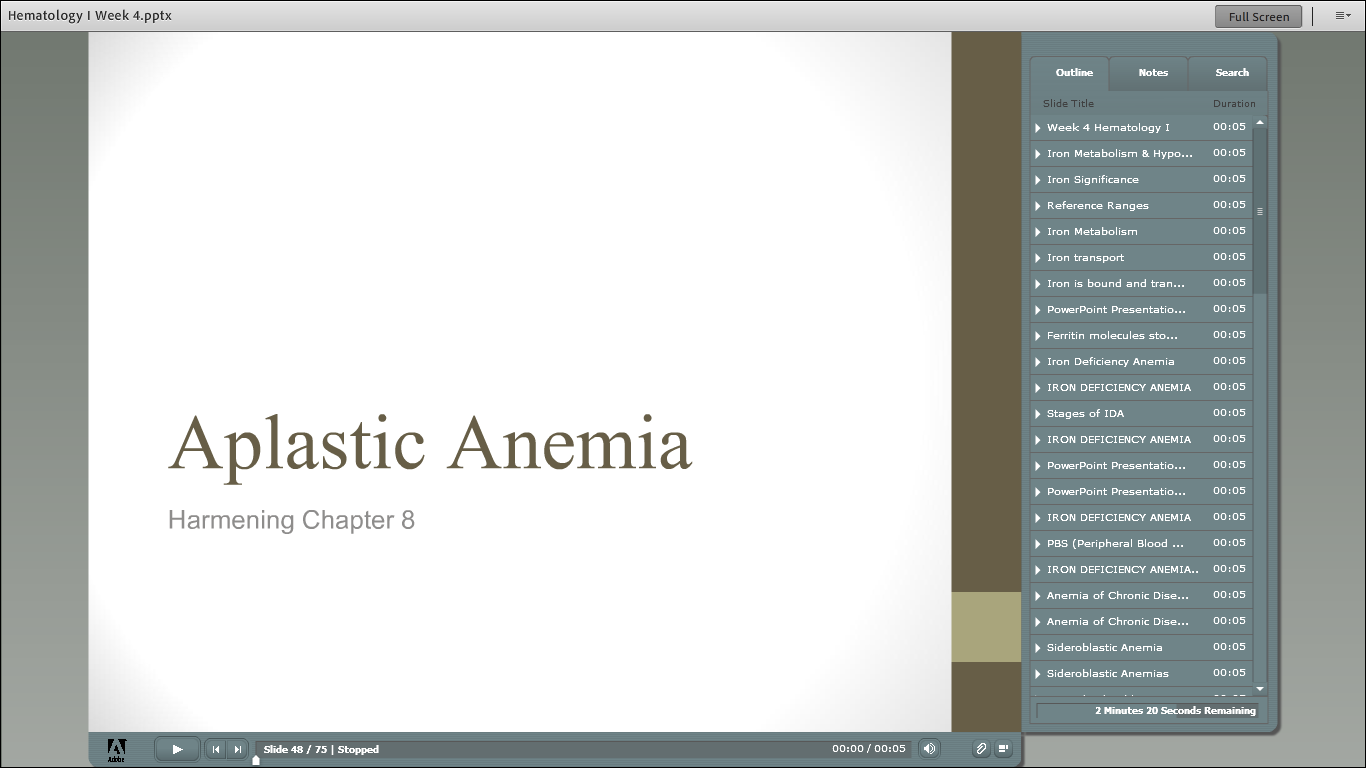 Hematology I Week 4.pptx
Full Screen
Aplastic Anemia
Harmening Chapter 8
Outline Notes Search
Slide Title Duration
Week 4 Hematology I 00:05
Iron Metabolism & Hypo... 00:05
Iron Significance 00:05
Reference Ranges 00:05
Iron Metabolism 00:05
Iron transport 00:05
Iron is bound and tran... 00:05
PowerPoint Presentatio... 00:05
Ferritin molecules sto... 00:05
Iron Deficiency Anemia 00:05
IRON DEFICIENCY ANEMIA 00:05
Stages of IDA 00:05
IRON DEFICIENCY ANEMIA 00:05
PowerPoint Presentatio... 00:05
PowerPoint Presentatio... 00:05
IRON DEFICIENCY ANEMIA 00:05
PBS (Peripheral Blood ... 00:05
IRON DEFICIENCY ANEMIA.. 00:05
Anemia of Chronic Dise... 00:05
Anemia of Chronic Dise... 00:05
Sideroblastic Anemia 00:05
Sideroblastic Anemias 00:05
2 Minutes 20 Seconds Remaining
Adobe
Slide 48 / 75 | Stopped 00:00 / 00:05